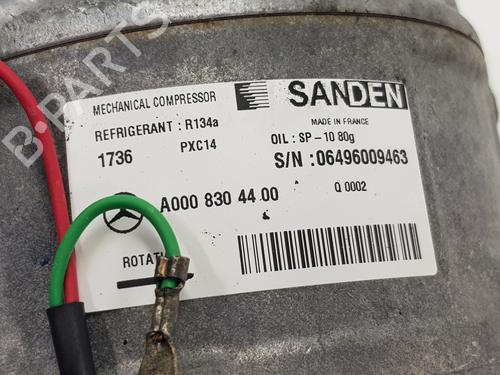 B-PARTS
MECHANICAL COMPRESSOR
SANDEN
REFRIGERANT : R134a
MADE IN FRANCE
1736 PXC14
OIL : SP-10 80g
S/N : 06496009463
A000 830 44 00
Q 0002